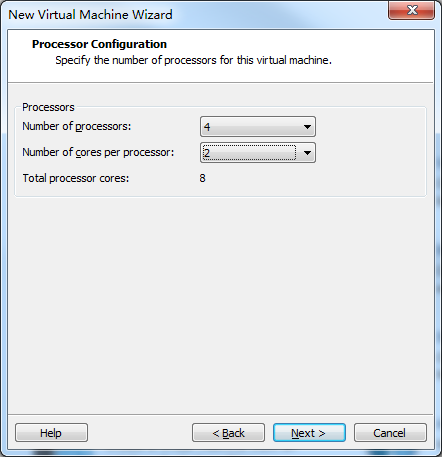 New Virtual Machine Wizard
Processor Configuration
Specify the number of processors for this virtual machine.
Processors
Number of processors: 4
Number of cores per processor: 2
Total processor cores: 8
Help < Back Next > Cancel